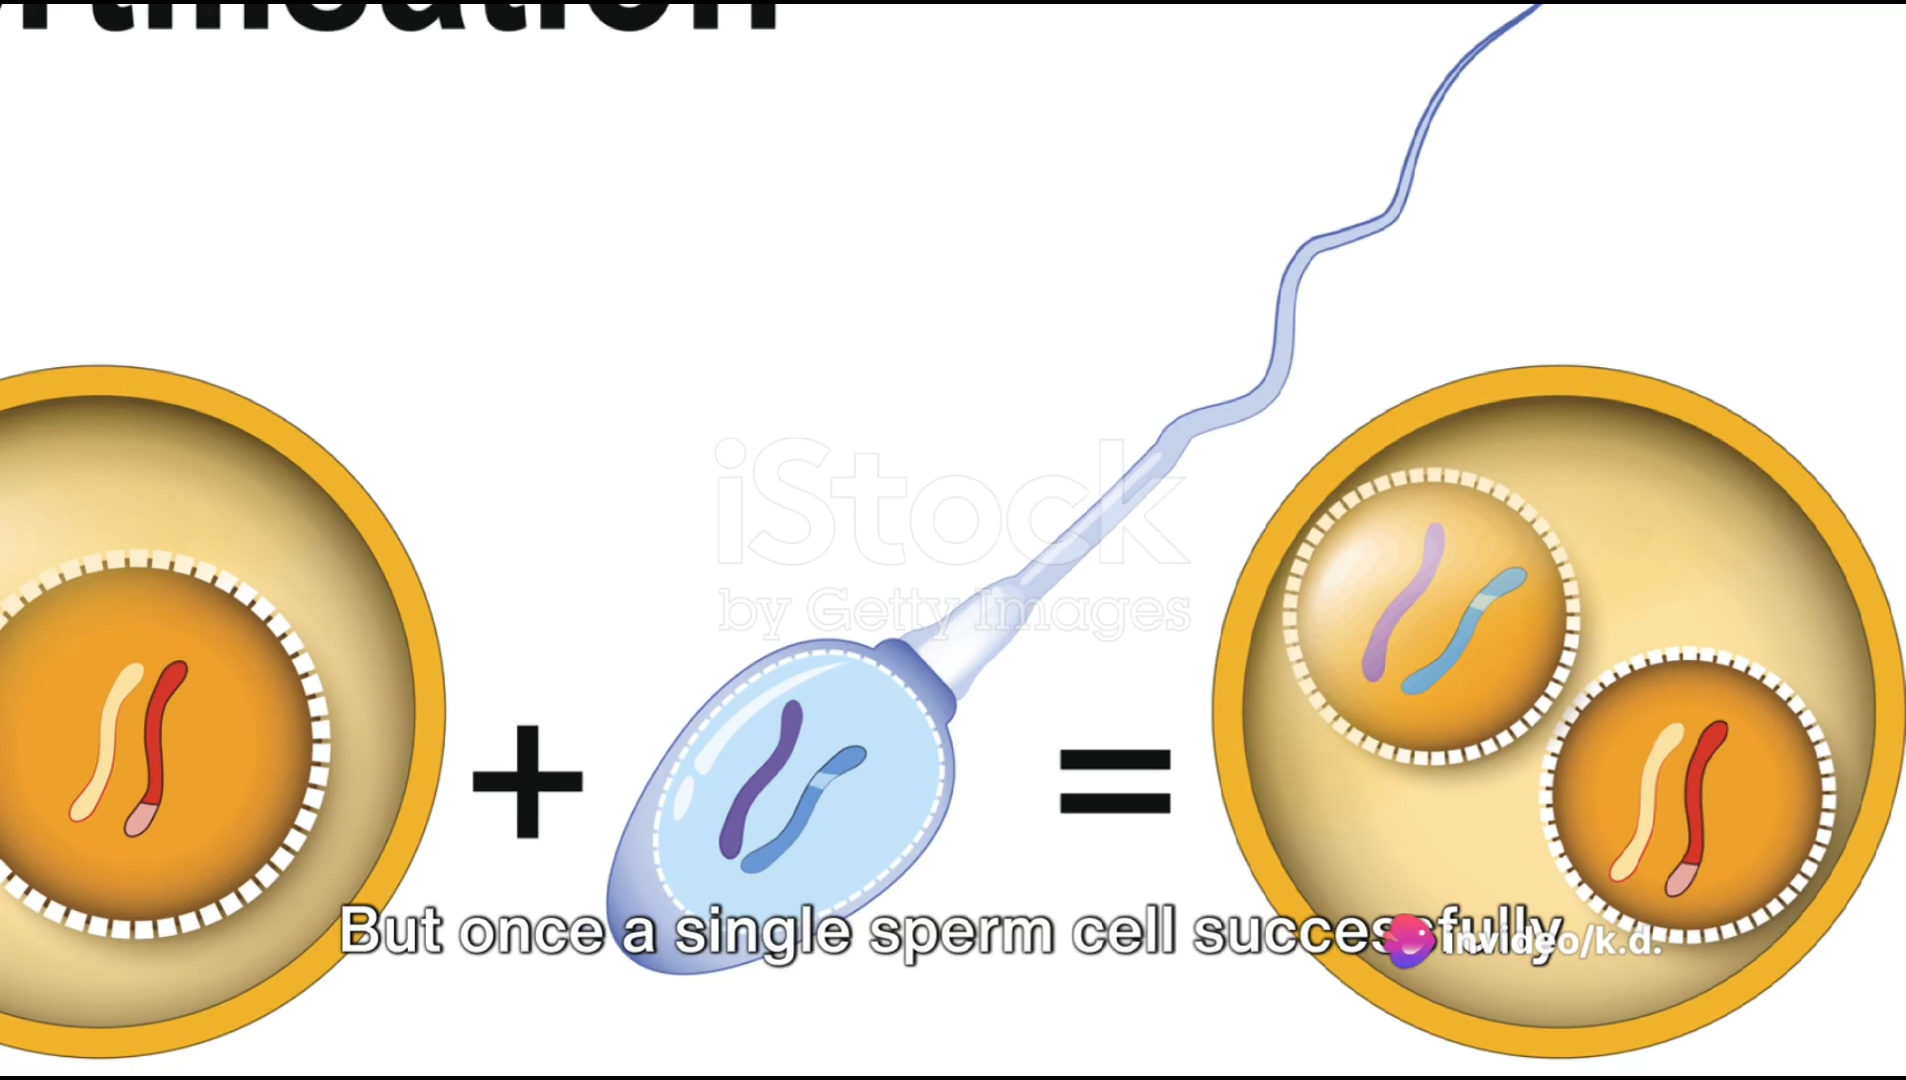 iStock
by Getty Images
+
=
But once a single sperm cell successfully
invideo/k.d.